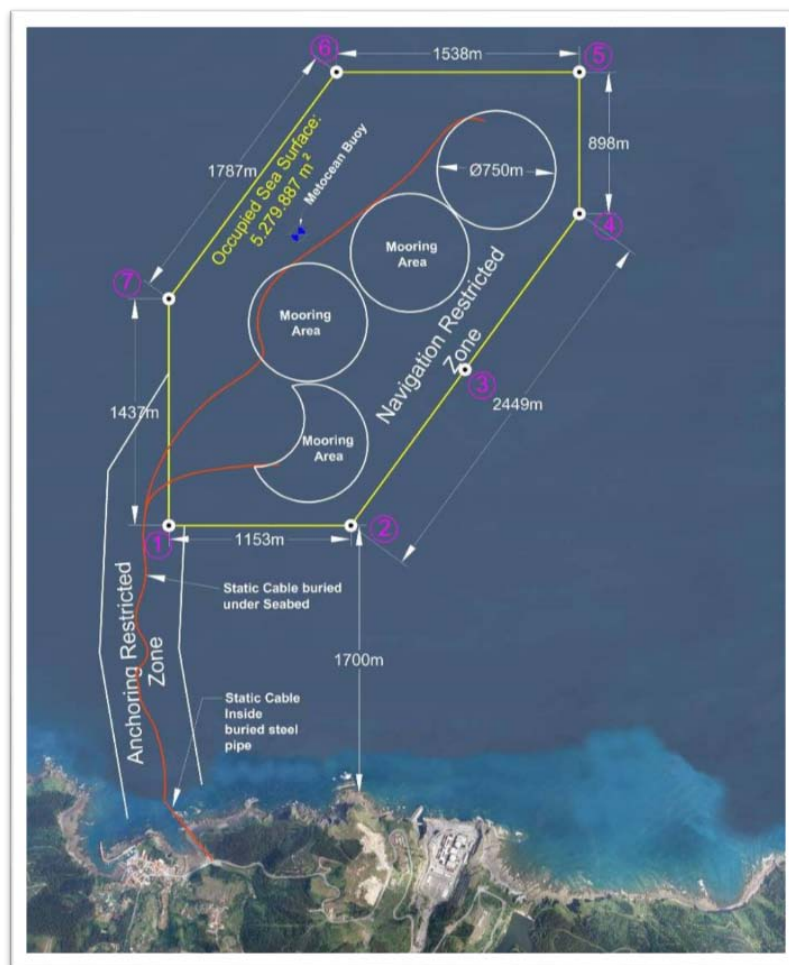 6
1538m
5
1787m
Occupied Sea Surface:
5.279.887 m²
Metocean Buoy
898m
Ø750m
4
Mooring
Area
7
Mooring
Area
Navigation Restricted
Zone
3
1437m
2449m
Mooring
Area
1
1153m
2
Static Cable buried
under Seabed
Anchoring Restricted
Zone
1700m
Static Cable
Inside
buried steel
pipe